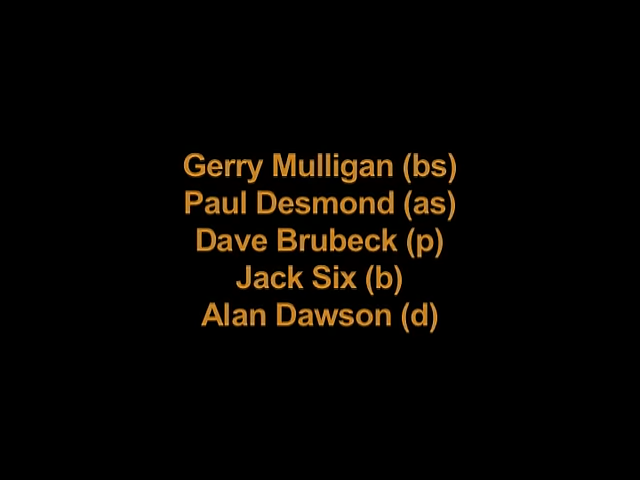 Gerry Mulligan (bs)
Paul Desmond (as)
Dave Brubeck (p)
Jack Six (b)
Alan Dawson (d)